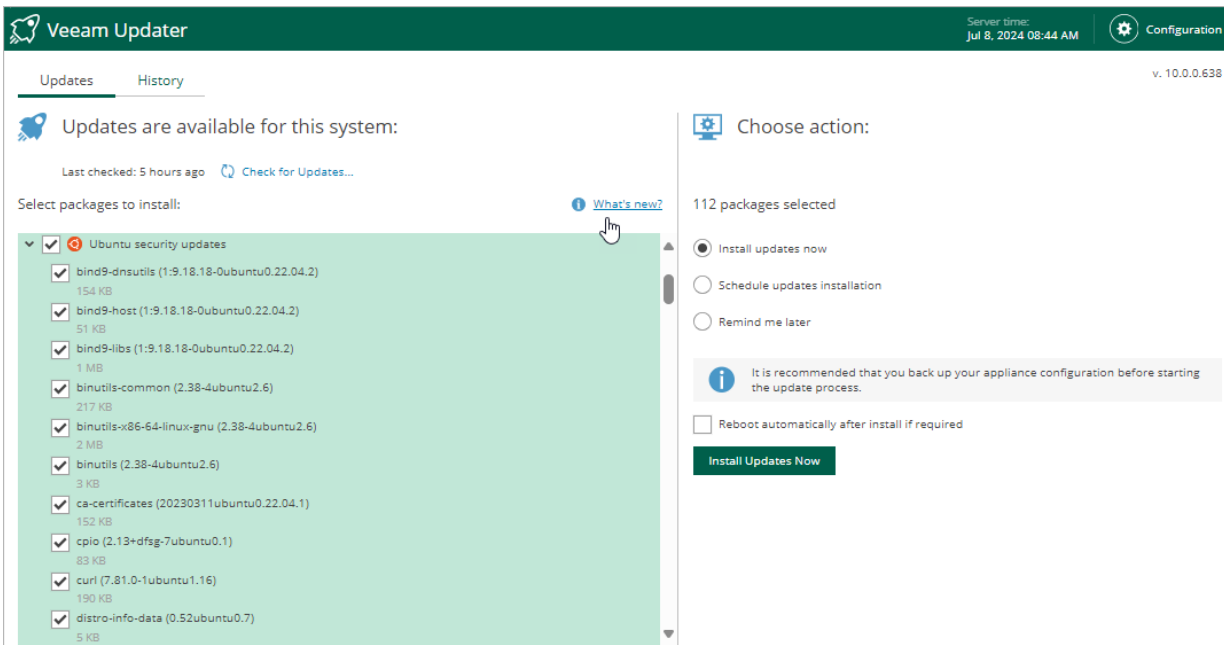 Veeam Updater
Server time:
Jul 8, 2024 08:44 AM
Configuration
Updates
History
v. 10.0.0.638
Updates are available for this system:
Last checked: 5 hours ago
Check for Updates...
Select packages to install:
What's new?
Ubuntu security updates
bind9-dnsutils (1:9.18.18-0ubuntu0.22.04.2)
154 KB
bind9-host (1:9.18.18-0ubuntu0.22.04.2)
51 KB
bind9-libs (1:9.18.18-0ubuntu0.22.04.2)
1 MB
binutils-common (2.38-4ubuntu2.6)
217 KB
binutils-x86-64-linux-gnu (2.38-4ubuntu2.6)
2 MB
binutils (2.38-4ubuntu2.6)
3 KB
ca-certificates (20230311ubuntu0.22.04.1)
152 KB
cpio (2.13+dfsg-7ubuntu0.1)
83 KB
curl (7.81.0-1ubuntu1.16)
190 KB
distro-info-data (0.52ubuntu0.7)
5 KB
Choose action:
112 packages selected
Install updates now
Schedule updates installation
Remind me later
It is recommended that you back up your appliance configuration before starting
the update process.
Reboot automatically after install if required
Install Updates Now